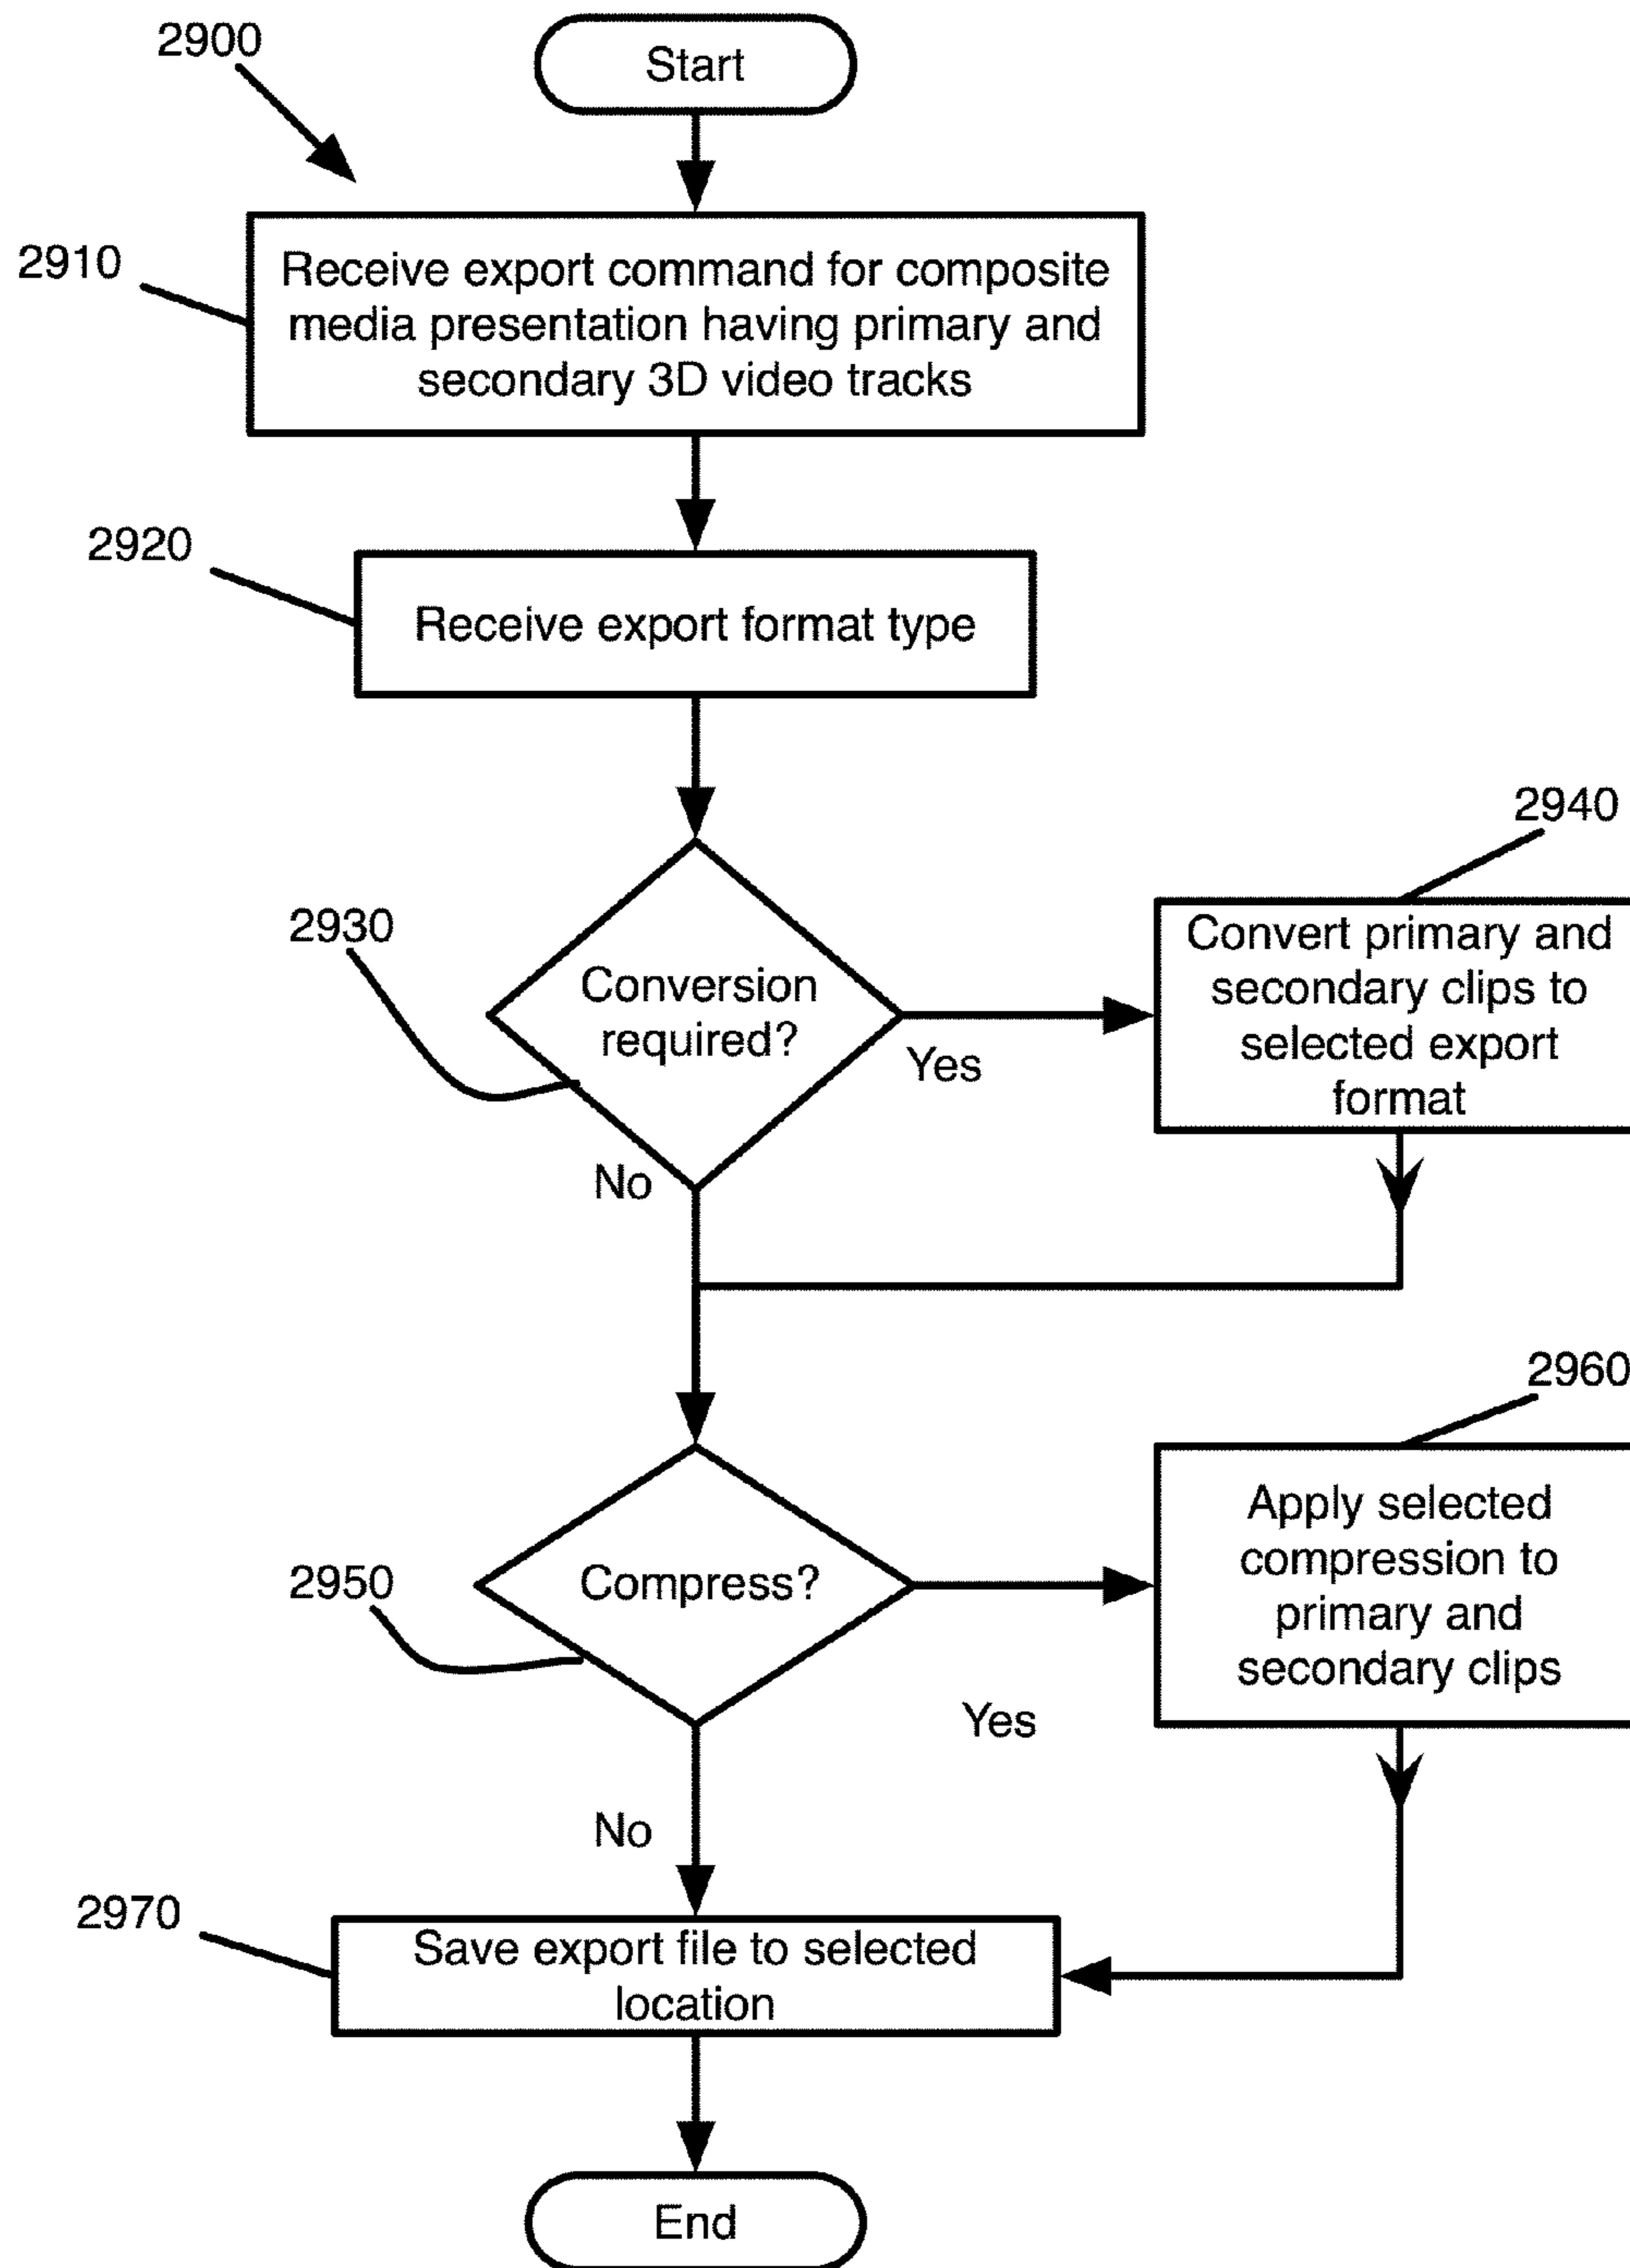 2900
Start
2910
Receive export command for composite
media presentation having primary and
secondary 3D video tracks
2920
Receive export format type
2930
Conversion
required?
Yes
No
2940
Convert primary and
secondary clips to
selected export
format
2950
Compress?
Yes
No
2960
Apply selected
compression to
primary and
secondary clips
2970
Save export file to selected
location
End